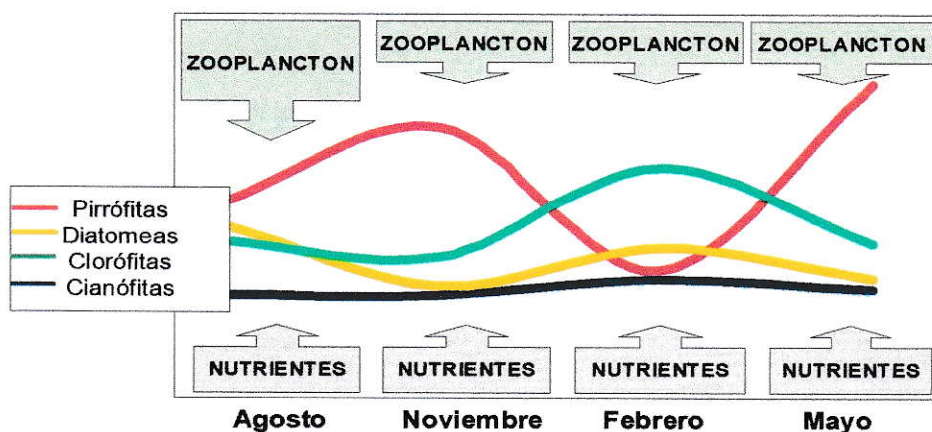 ZOOPLANCTON
ZOOPLANCTON
ZOOPLANCTON
ZOOPLANCTON
Pirrófitas
Diatomeas
Clorófitas
Cianófitas
NUTRIENTES
NUTRIENTES
NUTRIENTES
NUTRIENTES
Agosto
Noviembre
Febrero
Mayo